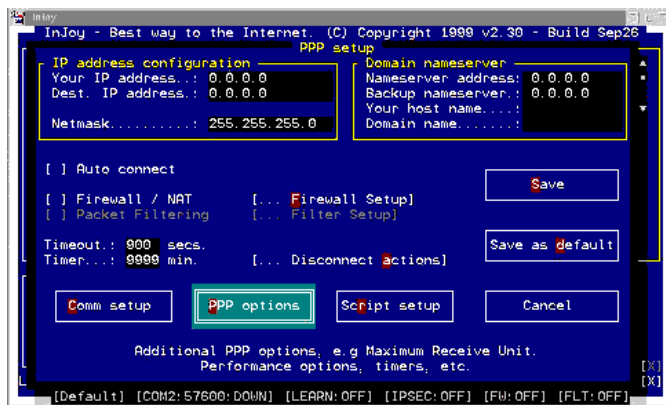 InJoy
InJoy - Best way to the Internet. (C) Copyright 1999 v2.30 - Build Sep26
PPP setup
IP address configuration
Your IP address..: 0.0.0.0
Dest. IP address.: 0.0.0.0
Netmask..........: 255.255.255.0
Domain nameserver
Nameserver address: 0.0.0.0
Backup nameserver.: 0.0.0.0
Your host name....:
Domain name.......:
[ ] Auto connect
[ ] Firewall / NAT [... Firewall Setup]
[ ] Packet Filtering [... Filter Setup]
Timeout.: 900 secs.
Timer...: 9999 min. [... Disconnect actions]
Save
Save as default
Comm setup PPP options Script setup Cancel
Additional PPP options, e.g Maximum Receive Unit.
Performance options, timers, etc.
[X]
[X]
[Default] [COM2:57600:DOWN] [LEARN:OFF] [IPSEC:OFF] [FW:OFF] [FLT:OFF]